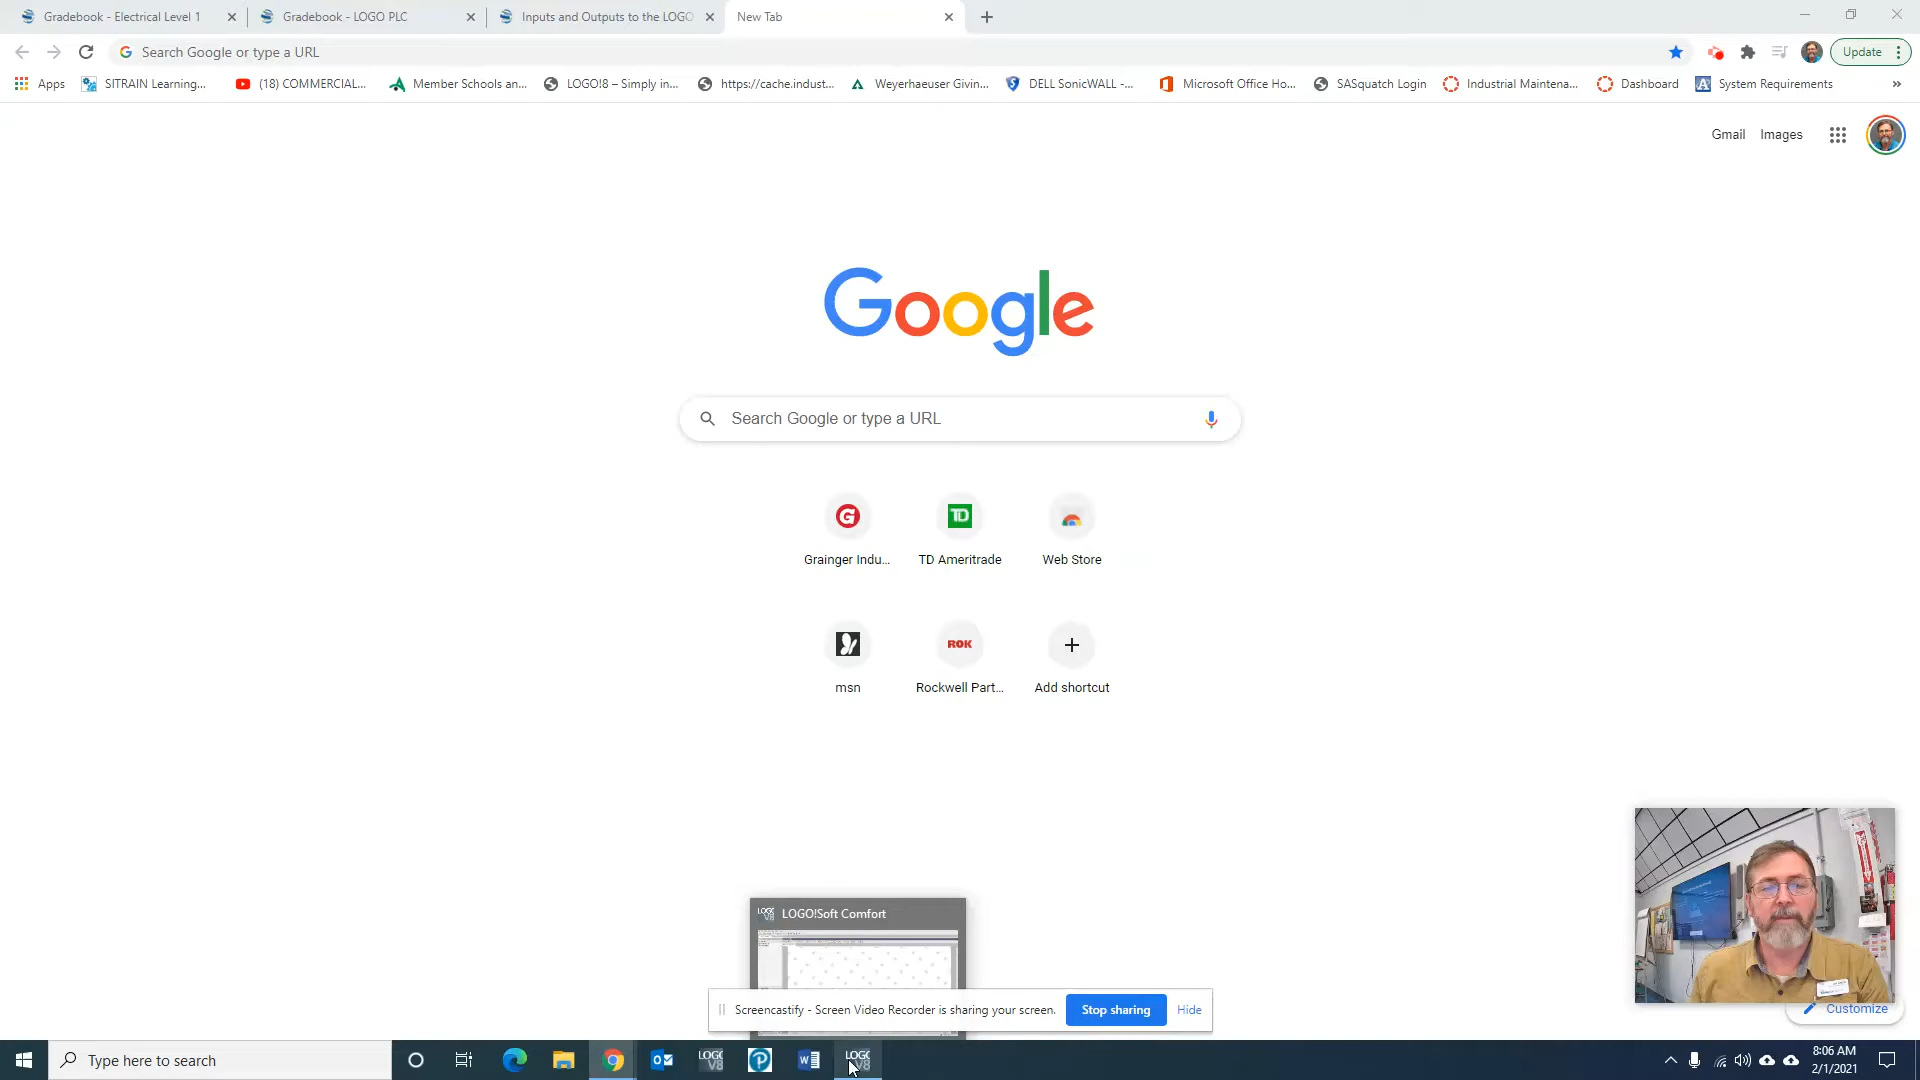 Gradebook - Electrical Level 1
Gradebook - LOGO PLC
Inputs and Outputs to the LOGO
New Tab
Search Google or type a URL
Update
Apps
SITRAIN Learning...
(18) COMMERCIAL...
Member Schools an...
LOGO!8 – Simply in...
https://cache.indust...
Weyerhaeuser Givin...
DELL SonicWALL -...
Microsoft Office Ho...
SASquatch Login
Industrial Maintena...
Dashboard
System Requirements
»
Gmail
Images
Google
Search Google or type a URL
Grainger Indu...
TD
TD Ameritrade
Web Store
msn
ROK
Rockwell Part...
Add shortcut
LOGO!Soft Comfort
Screencastify - Screen Video Recorder is sharing your screen.
Stop sharing
Hide
Customize
Type here to search
8:06 AM
2/1/2021